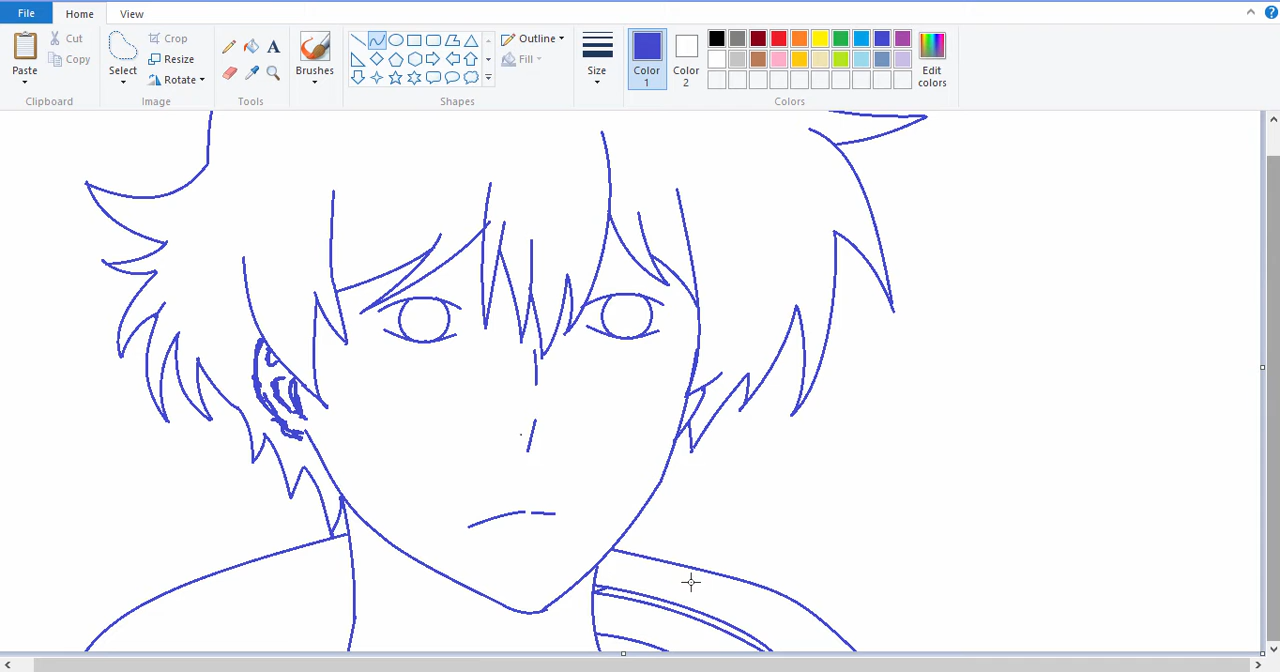 File Home View
Cut
Copy
Paste
Clipboard
Crop
Resize
Rotate
Select
Image
A
Tools
Brushes
Outline
Fill
Shapes
Size
Color
1
Color
2
Edit
colors
Colors
?